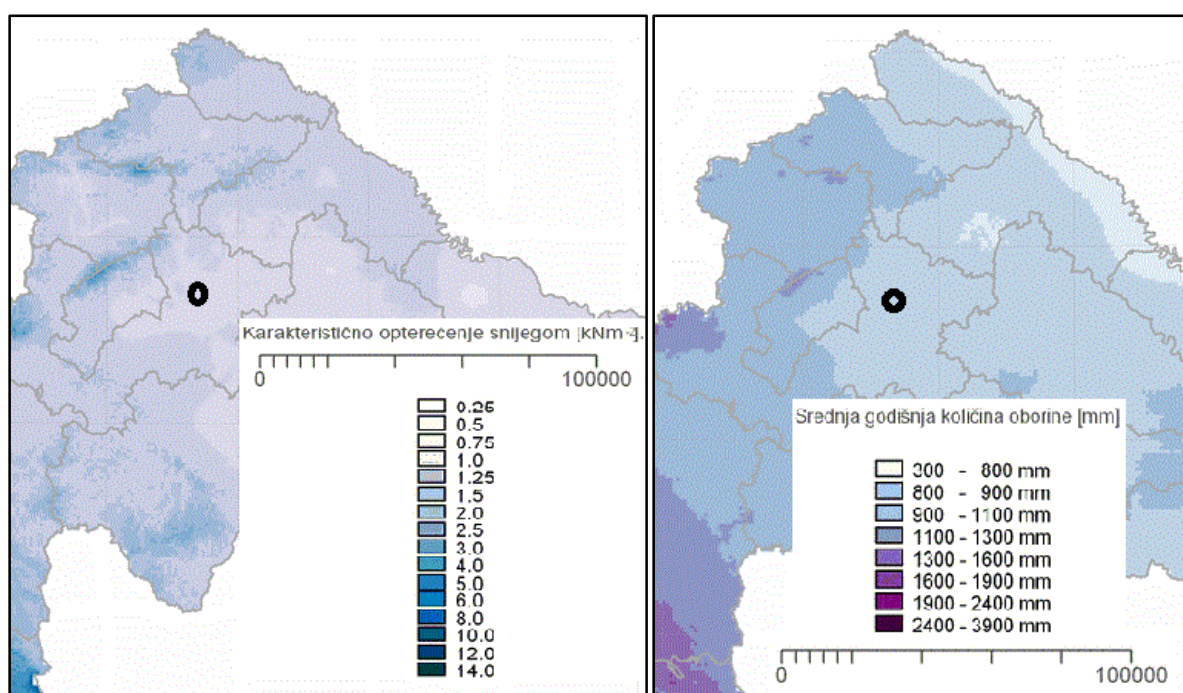 Karakteristično opterećenje snijegom [kNm-4].
0 100000
0.25
0.5
0.75
1.0
1.25
1.5
2.0
2.5
3.0
4.0
5.0
6.0
8.0
10.0
12.0
14.0
Srednja godišnja količina oborine [mm]
300 - 800 mm
800 - 900 mm
900 - 1100 mm
1100 - 1300 mm
1300 - 1600 mm
1600 - 1900 mm
1900 - 2400 mm
2400 - 3900 mm
0 100000